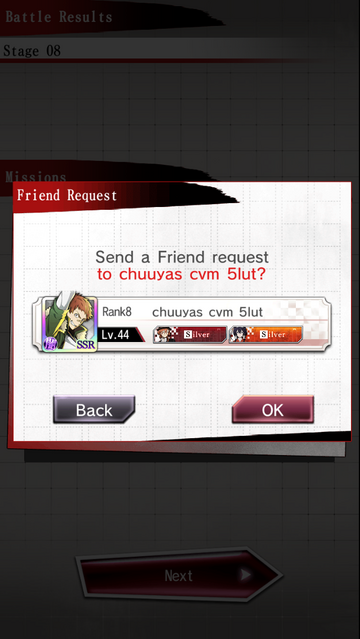 Battle Results
Stage 08
Missions
Friend Request
Send a Friend request
to chuuyas cvm 5lut?
Rank8 chuuyas cvm 5lut
SSR Lv.44 Silver Silver
Back OK
Next